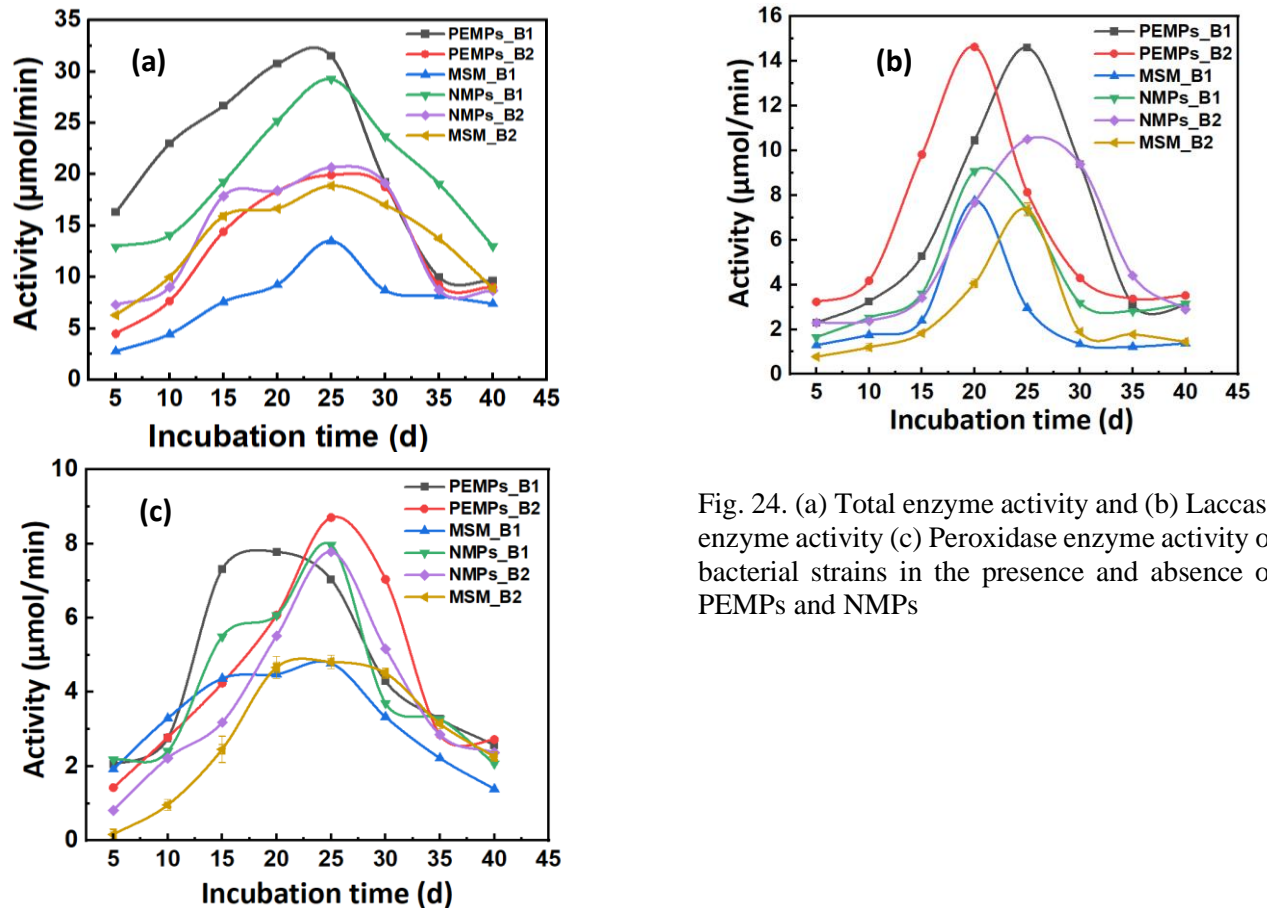 (a)
PEMPs_B1
PEMPs_B2
MSM_B1
NMPs_B1
NMPs_B2
MSM_B2
Activity (µmol/min)
35
30
25
20
15
10
5
0
5 10 15 20 25 30 35 40 45
Incubation time (d)
(b)
PEMPs_B1
PEMPs_B2
MSM_B1
NMPs_B1
NMPs_B2
MSM_B2
Activity (µmol/min)
16
14
12
10
8
6
4
2
0
5 10 15 20 25 30 35 40 45
Incubation time (d)
(c)
PEMPs_B1
PEMPs_B2
MSM_B1
NMPs_B1
NMPs_B2
MSM_B2
Activity (µmol/min)
10
8
6
4
2
0
5 10 15 20 25 30 35 40 45
Incubation time (d)
Fig. 24. (a) Total enzyme activity and (b) Laccas
enzyme activity (c) Peroxidase enzyme activity o
bacterial strains in the presence and absence o
PEMPs and NMPs